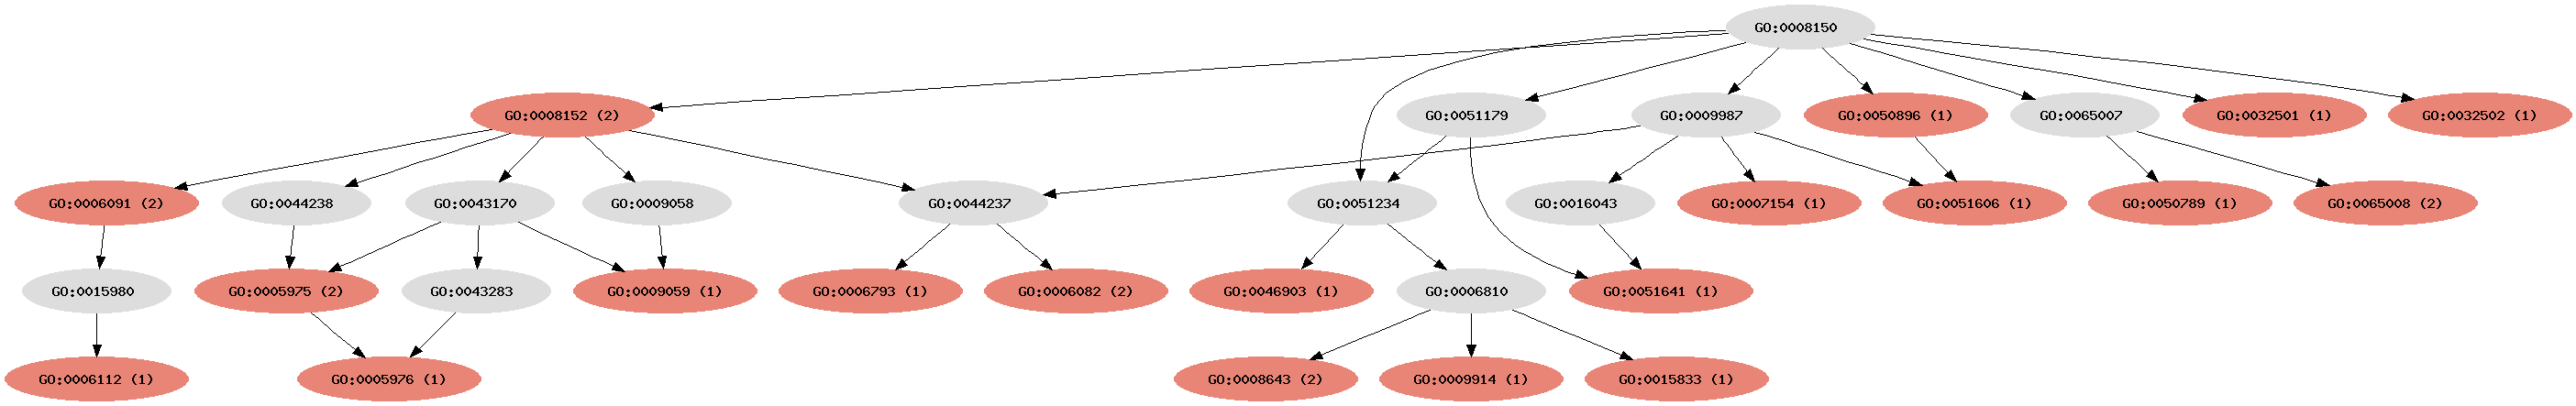 GO:0008150
GO:0008152 (2)
GO:0051179
GO:0009987
GO:0050896 (1)
GO:0065007
GO:0032501 (1)
GO:0032502 (1)
GO:0006091 (2)
GO:0044238
GO:0043170
GO:0009058
GO:0044237
GO:0051234
GO:0016043
GO:0007154 (1)
GO:0051606 (1)
GO:0050789 (1)
GO:0065008 (2)
GO:0015980
GO:0005975 (2)
GO:0043283
GO:0009059 (1)
GO:0006793 (1)
GO:0006082 (2)
GO:0046903 (1)
GO:0006810
GO:0051641 (1)
GO:0006112 (1)
GO:0005976 (1)
GO:0008643 (2)
GO:0009914 (1)
GO:0015833 (1)